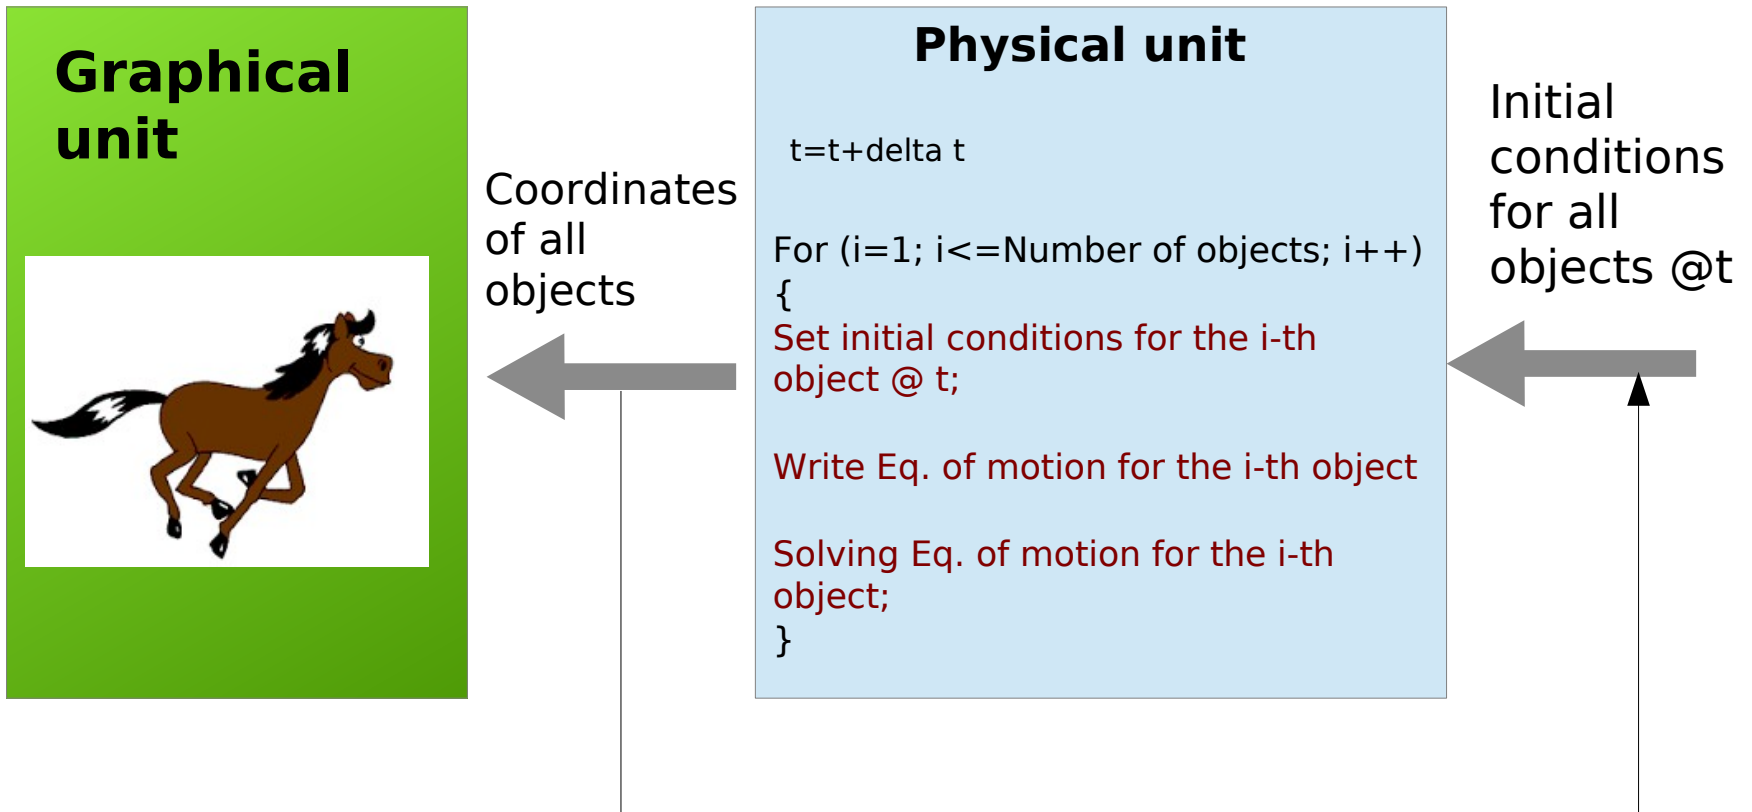 Graphical
unit
Coordinates
of all
objects
Physical unit
t=t+delta t
For (i=1; i<=Number of objects; i++)
{
Set initial conditions for the i-th
object @ t;
Write Eq. of motion for the i-th object
Solving Eq. of motion for the i-th
object;
}
Initial
conditions
for all
objects @t